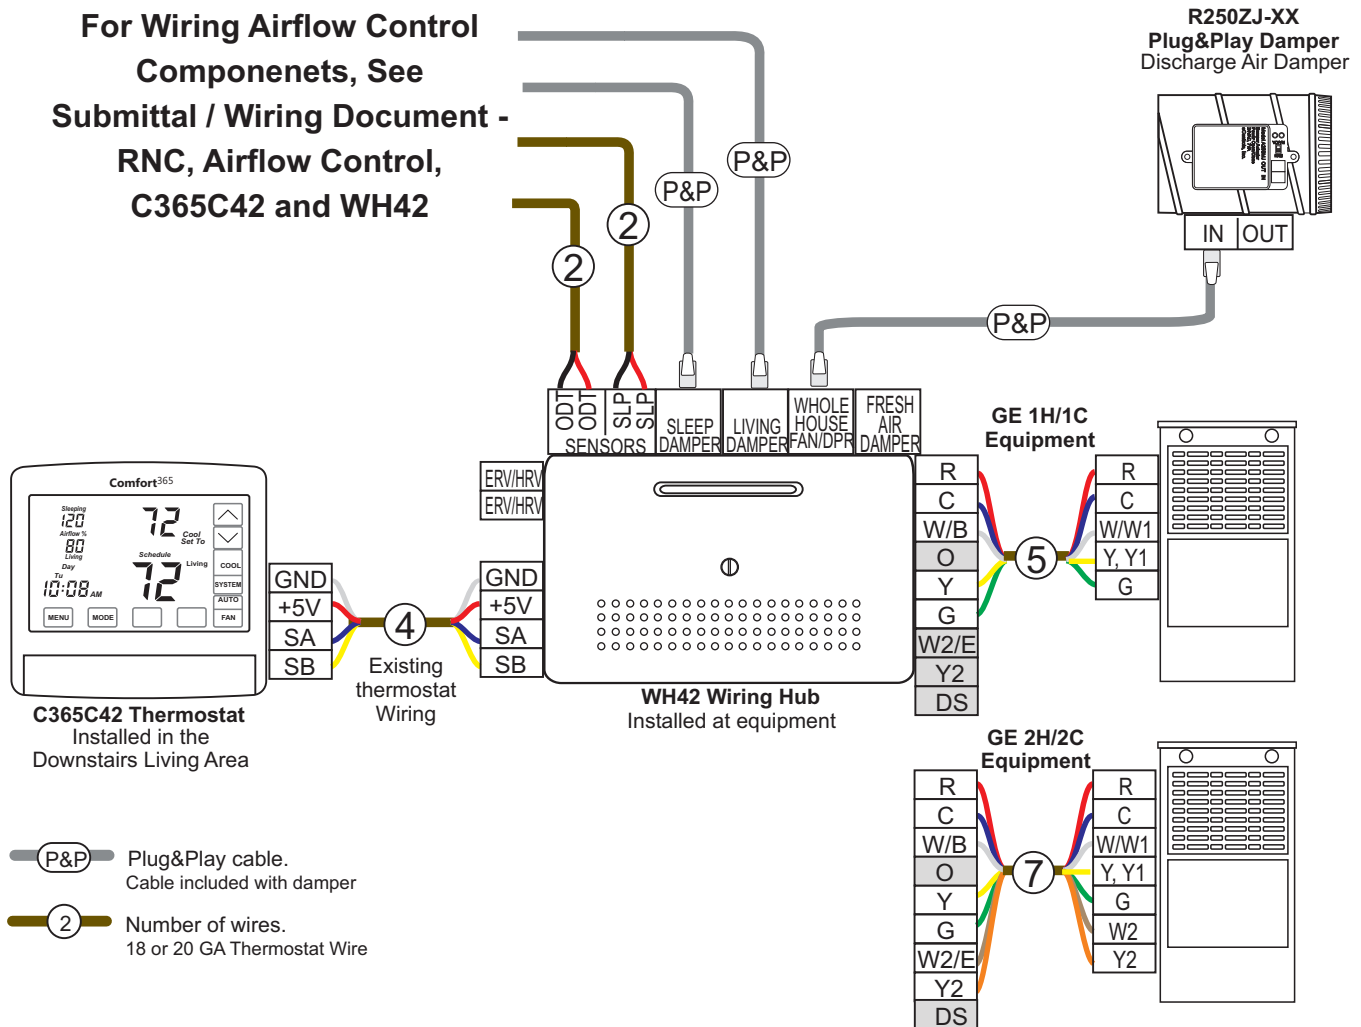 For Wiring Airflow Control
Componenets, See
Submittal / Wiring Document -
RNC, Airflow Control,
C365C42 and WH42
R250ZJ-XX
Plug&Play Damper
Discharge Air Damper
IN OUT
P&P
P&P
P&P
2
2
ODT
ODT
SLP
SLP
SENSORS
SLEEP
DAMPER
LIVING
DAMPER
WHOLE
HOUSE
FAN/DPR
FRESH
AIR
DAMPER
ERV/HRV
ERV/HRV
Comfort365
Sleeping
120
Airflow %
80
Living
Day
Tu
10:08 AM
72
Cool
Set To
Schedule
72
Living
COOL
SYSTEM
AUTO
FAN
MENU
MODE
GND
+5V
SA
SB
4
Existing
thermostat
Wiring
GND
+5V
SA
SB
C365C42 Thermostat
Installed in the
Downstairs Living Area
WH42 Wiring Hub
Installed at equipment
GE 1H/1C
Equipment
R
C
W/B
O
Y
G
W2/E
Y2
DS
5
R
C
W/W1
Y, Y1
G
GE 2H/2C
Equipment
R
C
W/B
O
Y
G
W2/E
Y2
DS
7
R
C
W/W1
Y, Y1
G
W2
Y2
P&P
Plug&Play cable.
Cable included with damper
2
Number of wires.
18 or 20 GA Thermostat Wire